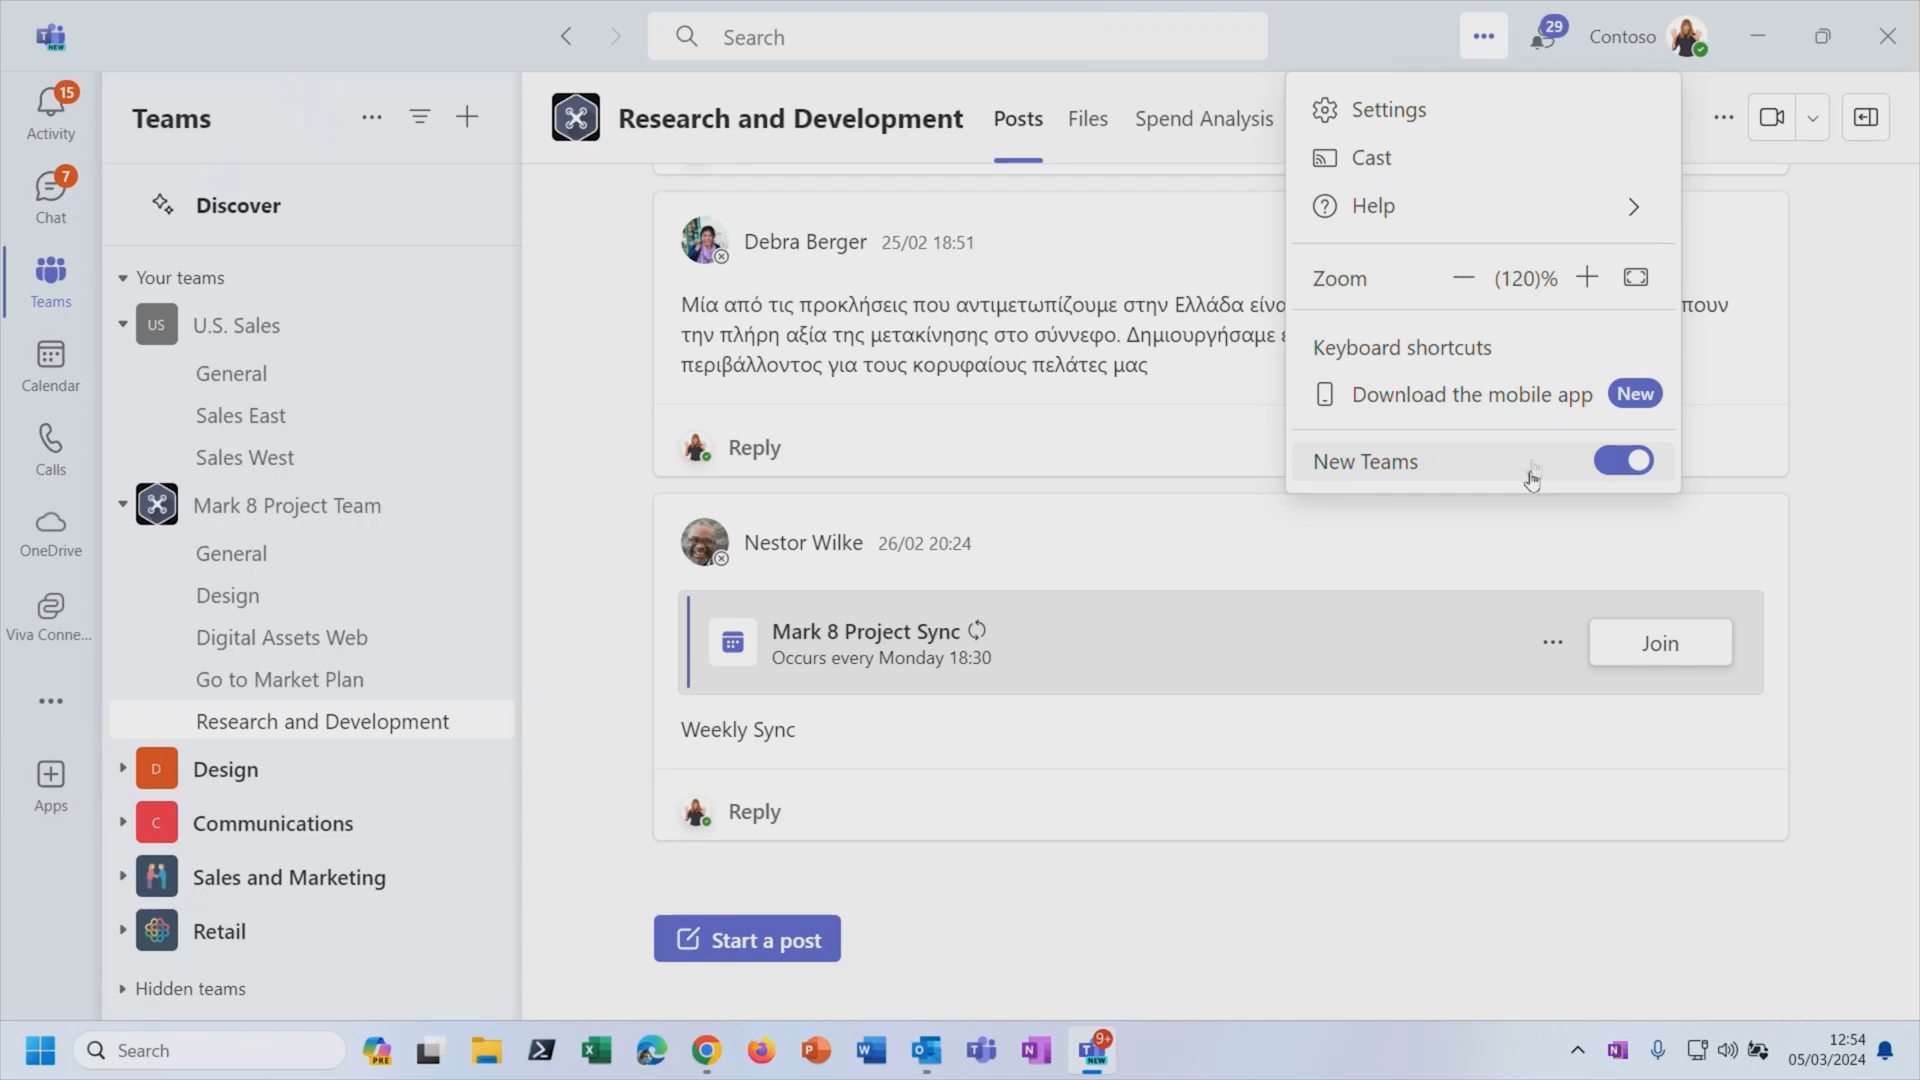 T NEW
Search
29
Contoso
15
Activity
7
Chat
Teams
Calendar
Calls
OneDrive
Viva Conne...
Apps
Teams
Discover
Your teams
US U.S. Sales
General
Sales East
Sales West
Mark 8 Project Team
General
Design
Digital Assets Web
Go to Market Plan
Research and Development
D Design
C Communications
Sales and Marketing
Retail
Hidden teams
Research and Development Posts Files Spend Analysis
Debra Berger 25/02 18:51
Μία από τις προκλήσεις που αντιμετωπίζουμε στην Ελλάδα είνα πουν
την πλήρη αξία της μετακίνησης στο σύννεφο. Δημιουργήσαμε
περιβάλλοντος για τους κορυφαίους πελάτες μας
Reply
Nestor Wilke 26/02 20:24
Mark 8 Project Sync
Occurs every Monday 18:30
Join
Weekly Sync
Reply
Start a post
Settings
Cast
Help
Zoom (120)%
Keyboard shortcuts
Download the mobile app New
New Teams
Search
PRE
9+
NEW
12:54
05/03/2024